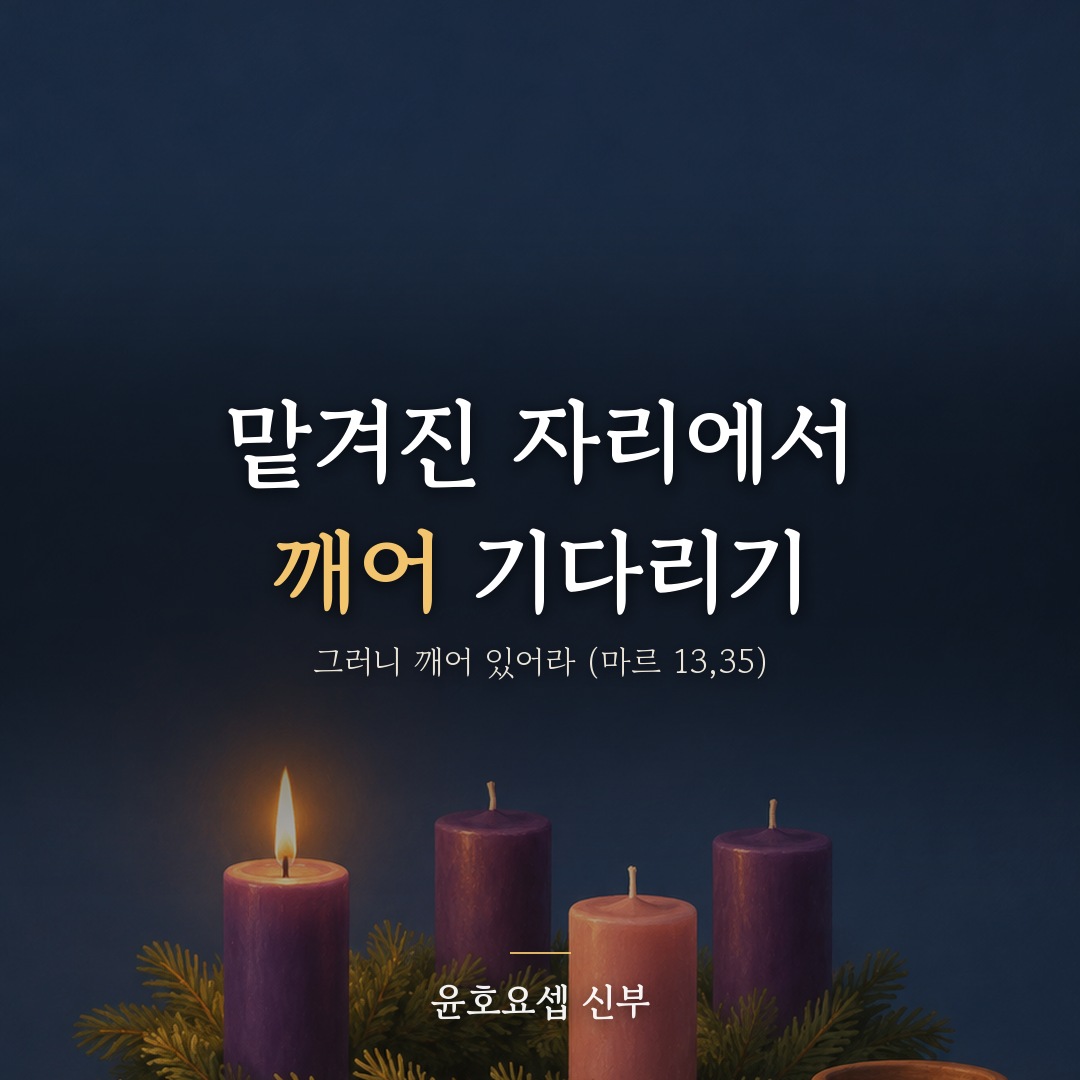 맡겨진 자리에서
깨어 기다리기
그러니 깨어 있어라 (마르 13,35)
윤호요셉 신부